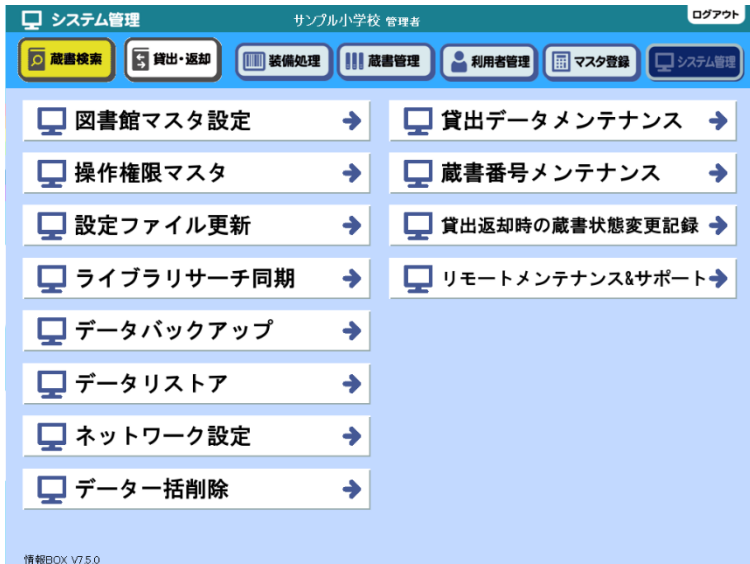 システム管理 サンプル小学校 管理者 ログアウト
蔵書検索 貸出・返却 装備処理 蔵書管理 利用者管理 マスタ登録 システム管理
図書館マスタ設定 貸出データメンテナンス
操作権限マスタ 蔵書番号メンテナンス
設定ファイル更新 貸出返却時の蔵書状態変更記録
ライブラリサーチ同期 リモートメンテナンス&サポート
データバックアップ
データリストア
ネットワーク設定
データ一括削除
情報BOX V7.5.0